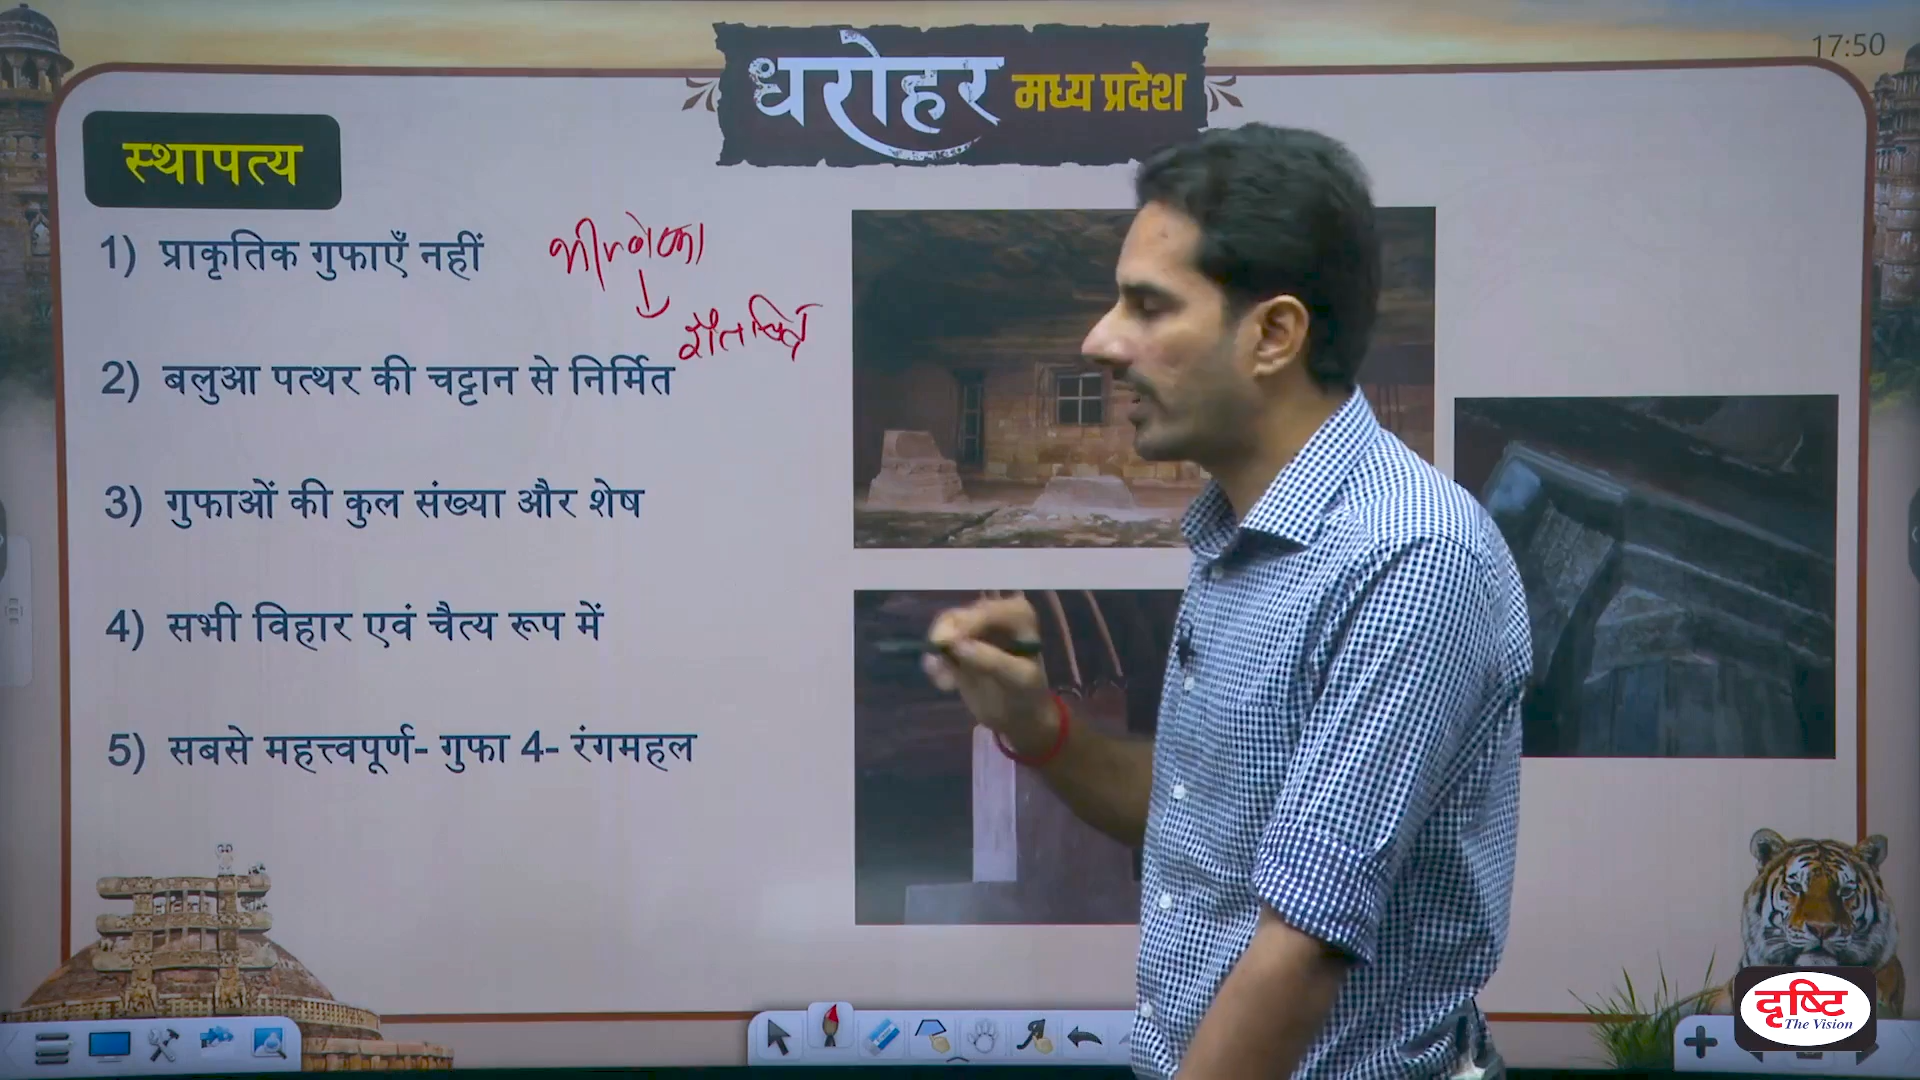 17:50
धरोहर मध्य प्रदेश
स्थापत्य
1) प्राकृतिक गुफाएँ नहीं
2) बलुआ पत्थर की चट्टान से निर्मित
3) गुफाओं की कुल संख्या और शेष
4) सभी विहार एवं चैत्य रूप में
5) सबसे महत्त्वपूर्ण- गुफा 4- रंगमहल
दृष्टि
The Vision